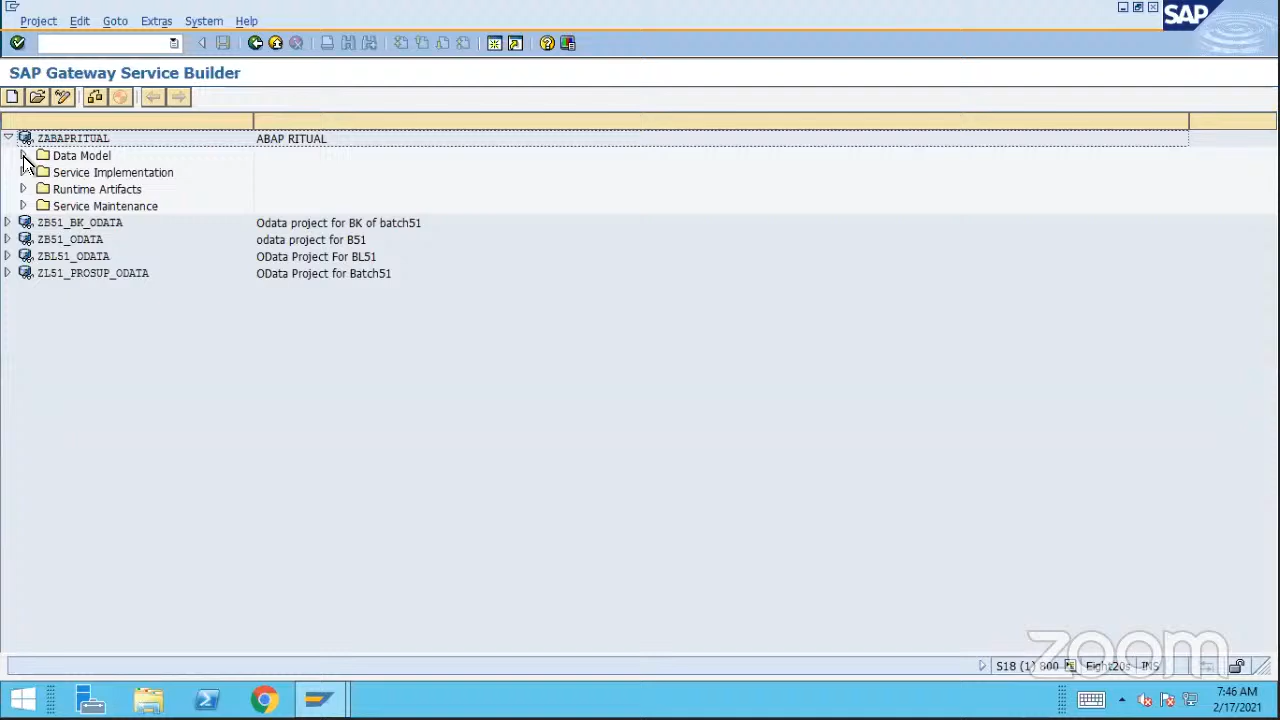 Project Edit Goto Extras System Help
SAP
SAP Gateway Service Builder
ZABAPRITUAL ABAP RITUAL
Data Model
Service Implementation
Runtime Artifacts
Service Maintenance
ZB51_BK_ODATA Odata project for BK of batch51
ZB51_ODATA odata project for B51
ZBL51_ODATA OData Project For BL51
ZL51_PROSUP_ODATA OData Project for Batch51
zoom
S18 (1) 800 Eight20s INS
7:46 AM
2/17/2021